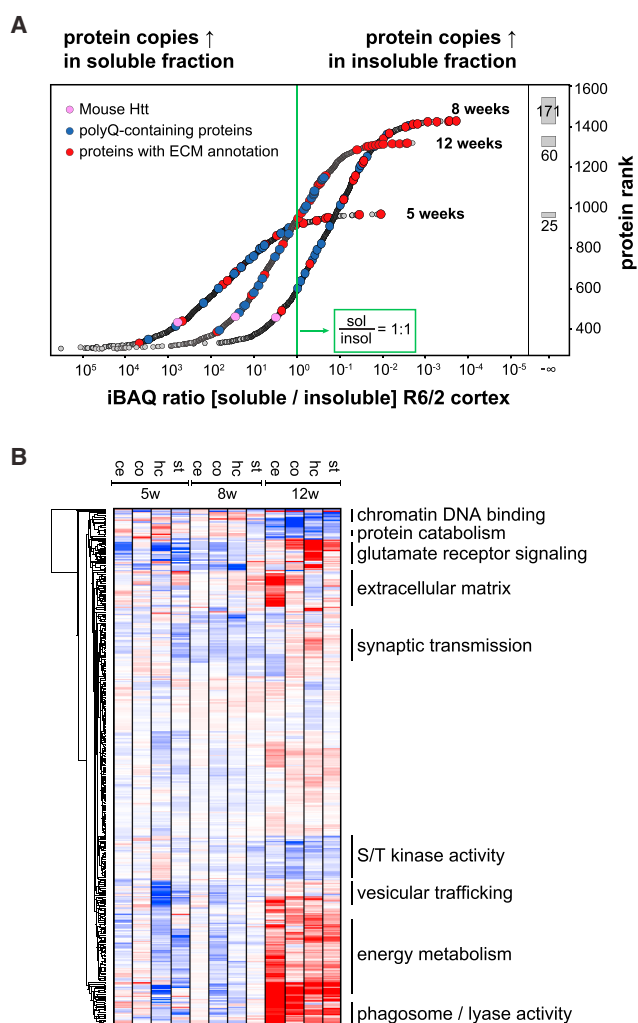 A
protein copies ↑
in soluble fraction
protein copies ↑
in insoluble fraction
Mouse Htt
polyQ-containing proteins
proteins with ECM annotation
8 weeks
12 weeks
5 weeks
171
60
25
1600
1400
1200
1000
800
600
400
protein rank
sol
insol
= 1:1
10⁵ 10⁴ 10³ 10² 10¹ 10⁰ 10⁻¹ 10⁻² 10⁻³ 10⁻⁴ 10⁻⁵ -∞
iBAQ ratio [soluble / insoluble] R6/2 cortex
B
ce co hc st ce co hc st ce co hc st
5w 8w 12w
chromatin DNA binding
protein catabolism
glutamate receptor signaling
extracellular matrix
synaptic transmission
S/T kinase activity
vesicular trafficking
energy metabolism
phagosome / lyase activity